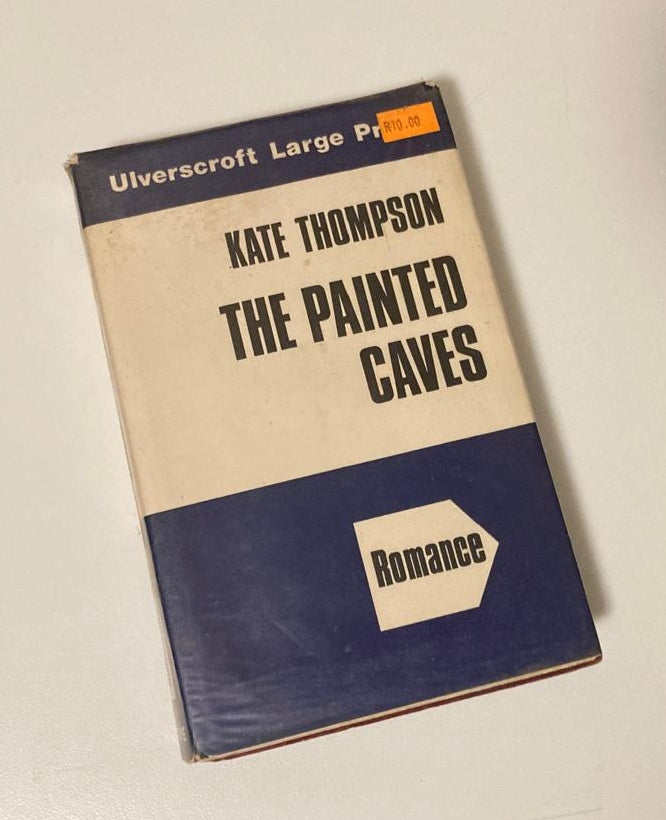 Ulverscroft Large Pr
R10.00
KATE THOMPSON
THE PAINTED
CAVES
Romance